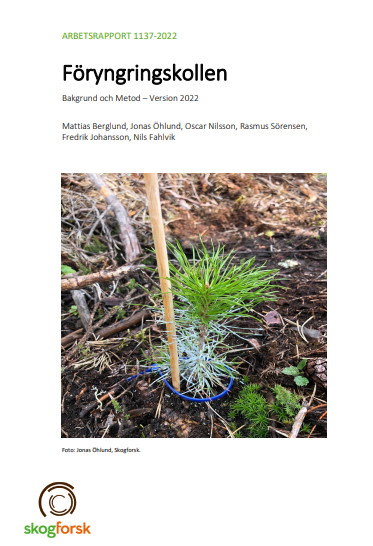 ARBETSRAPPORT 1137-2022
Föryngringskollen
Bakgrund och Metod – Version 2022
Mattias Berglund, Jonas Öhlund, Oscar Nilsson, Rasmus Sörensen,
Fredrik Johansson, Nils Fahlvik
Foto: Jonas Öhlund, Skogforsk.
skogforsk